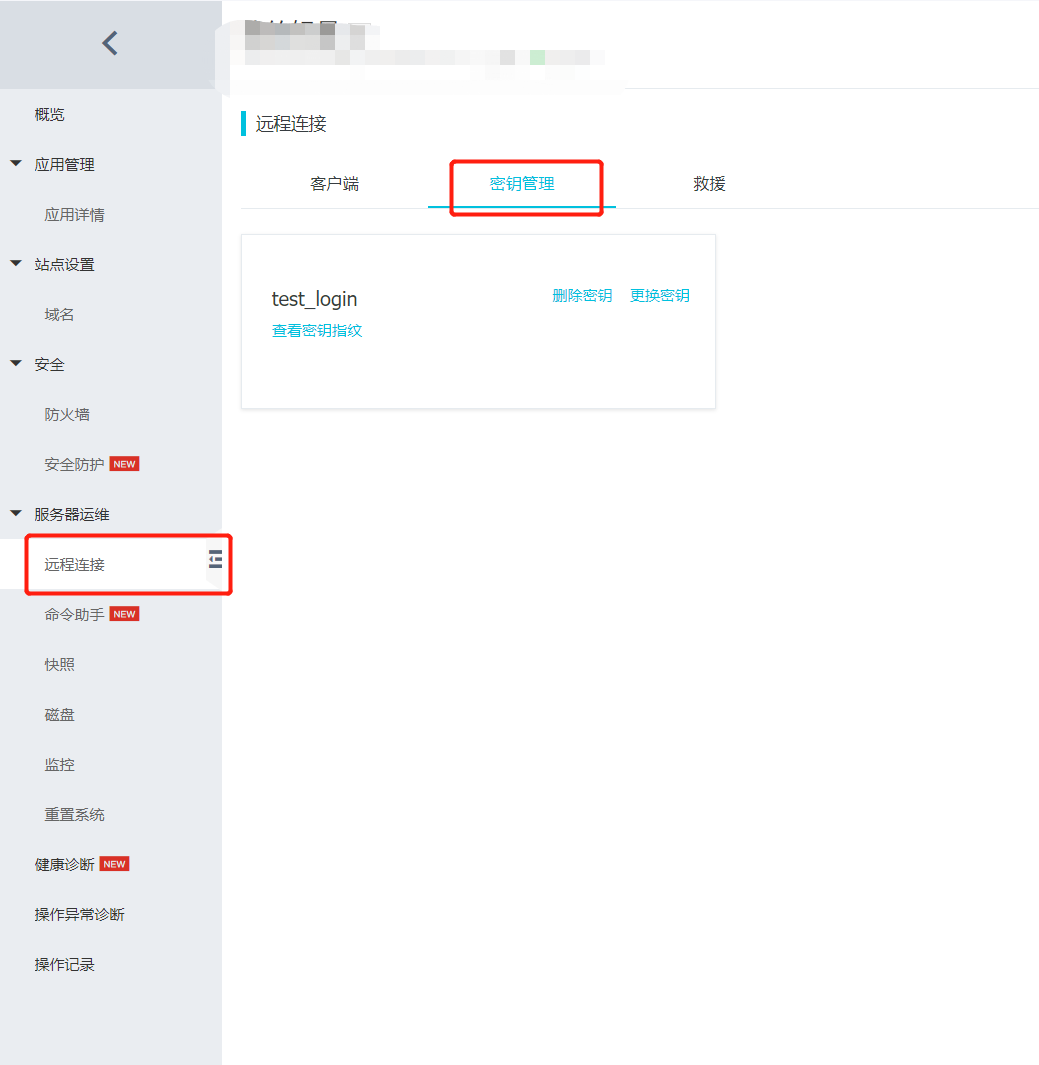 概览
应用管理
应用详情
站点设置
域名
安全
防火墙
安全防护 NEW
服务器运维
远程连接
命令助手 NEW
快照
磁盘
监控
重置系统
健康诊断 NEW
操作异常诊断
操作记录
远程连接
客户端 密钥管理 救援
test_login 删除密钥 更换密钥
查看密钥指纹